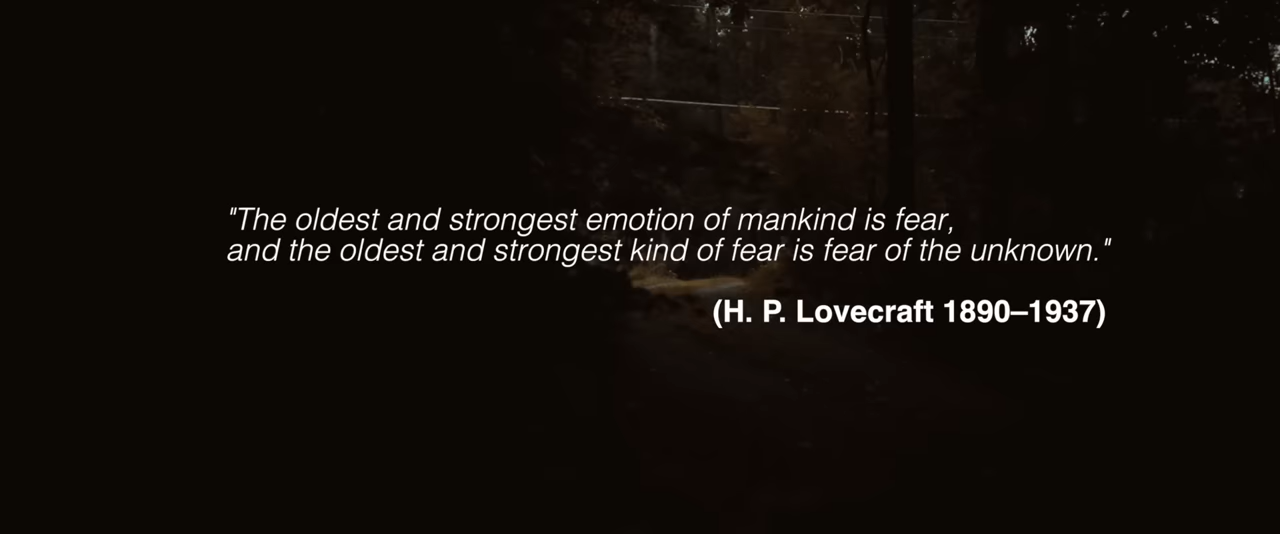 "The oldest and strongest emotion of mankind is fear,
and the oldest and strongest kind of fear is fear of the unknown."
(H. P. Lovecraft 1890–1937)